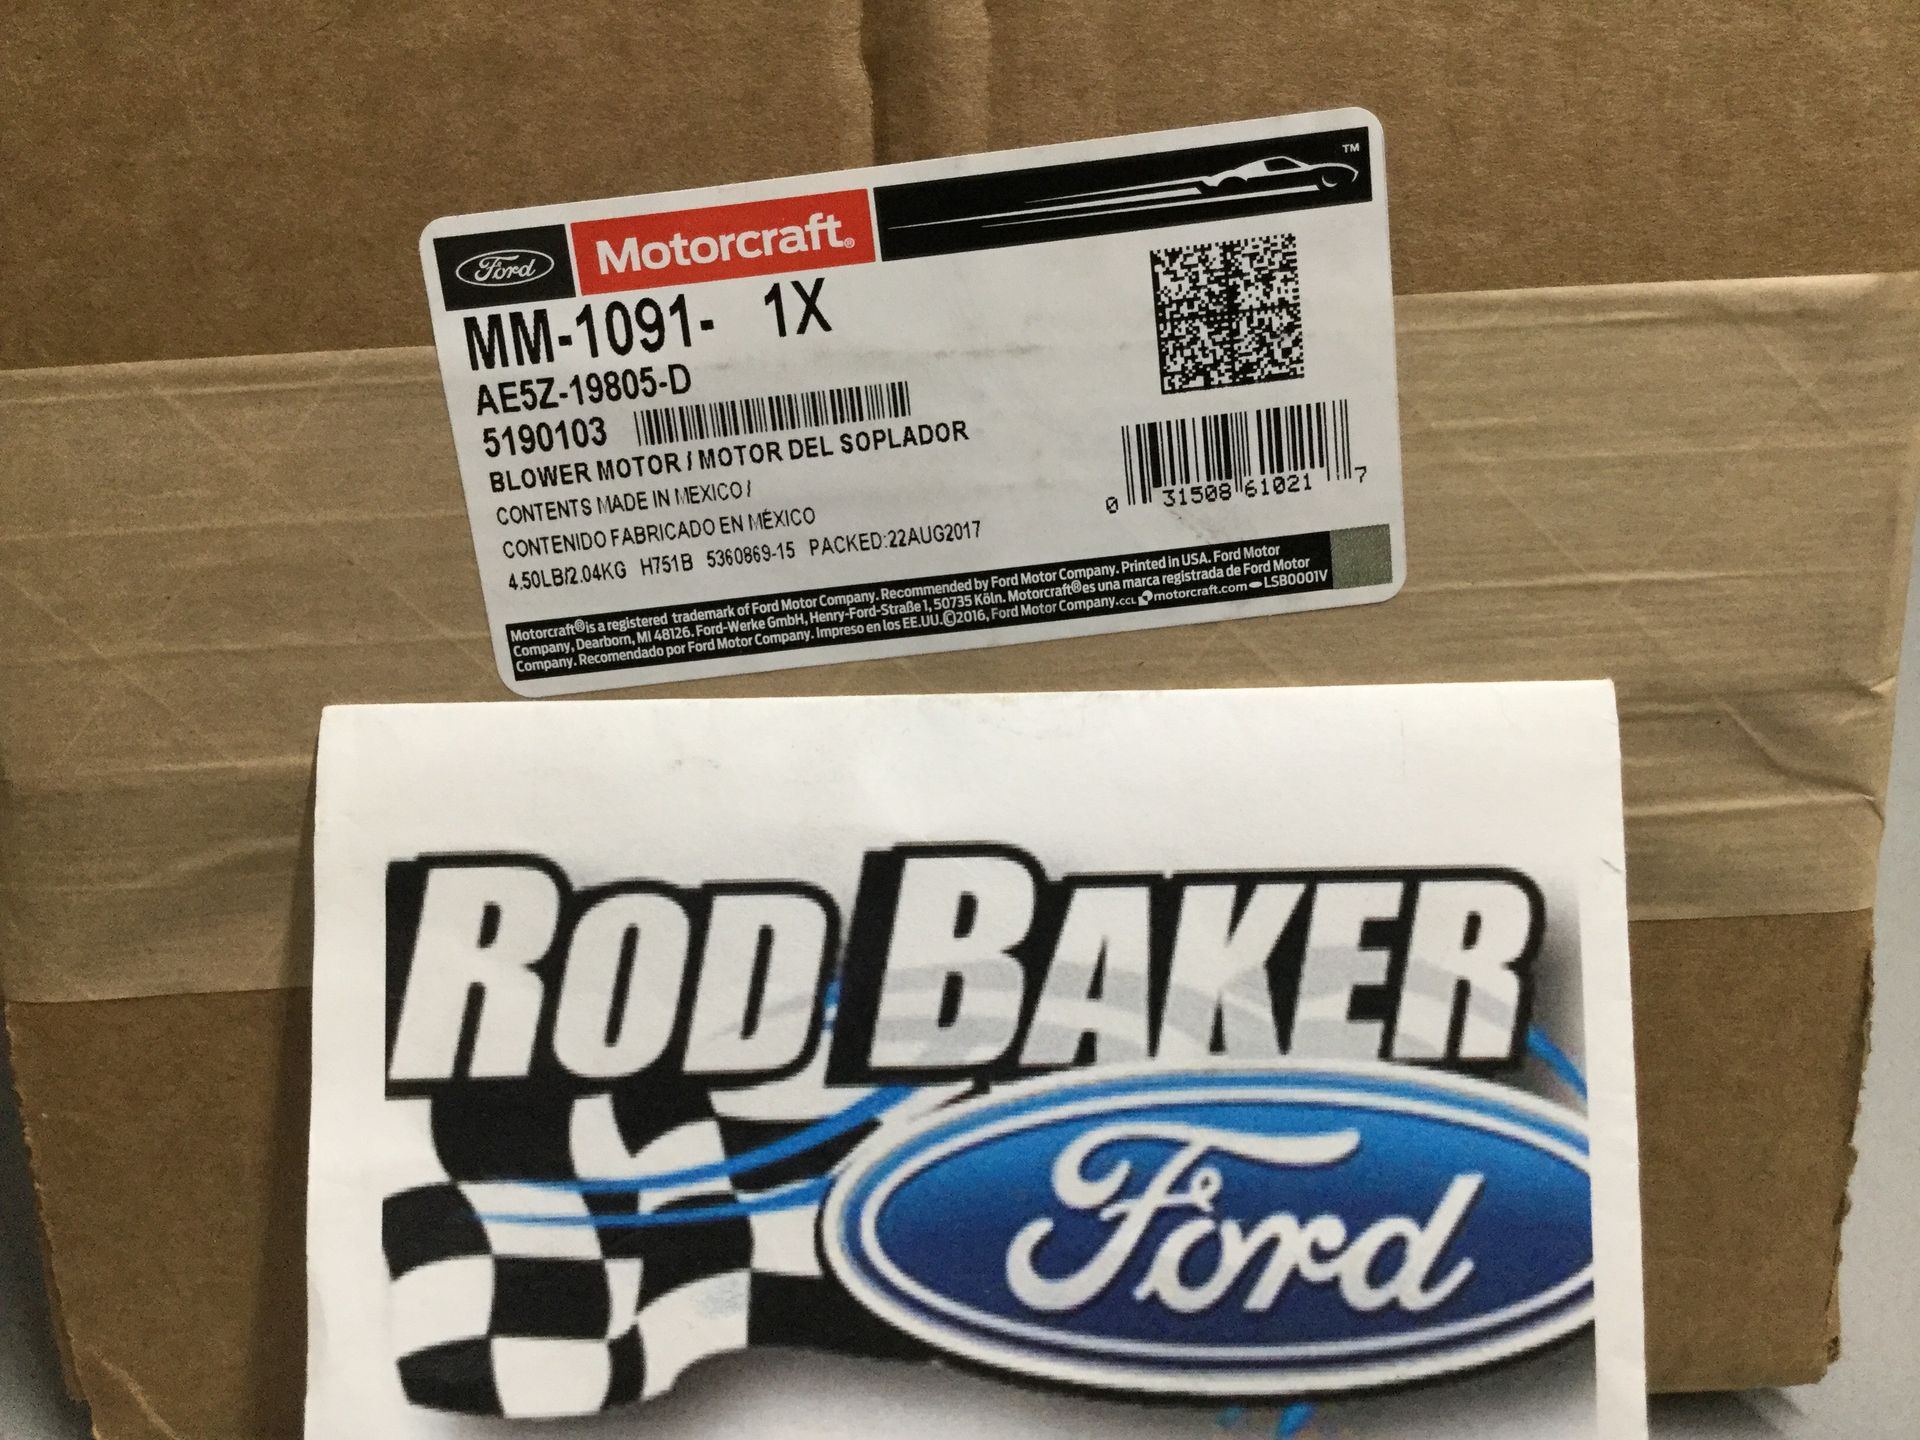 Ford Motorcraft® TM
MM-1091- 1X
AE5Z-19805-D
5190103
BLOWER MOTOR / MOTOR DEL SOPLADOR
CONTENTS MADE IN MEXICO /
CONTENIDO FABRICADO EN MÉXICO
4.50LB/2.04KG H751B 5360869-15 PACKED:22AUG2017
0 31508 61021 7
Motorcraft® is a registered trademark of Ford Motor Company. Recommended by Ford Motor Company. Printed in USA. Ford Motor
Company, Dearborn, MI 48126. Ford-Werke GmbH, Henry-Ford-Straße 1, 50735 Köln. Motorcraft® es una marca registrada de Ford Motor
Company. Recomendado por Ford Motor Company. Impreso en los EE.UU. ©2016, Ford Motor Company. CCL motorcraft.com LSB0001V
ROD BAKER
Ford